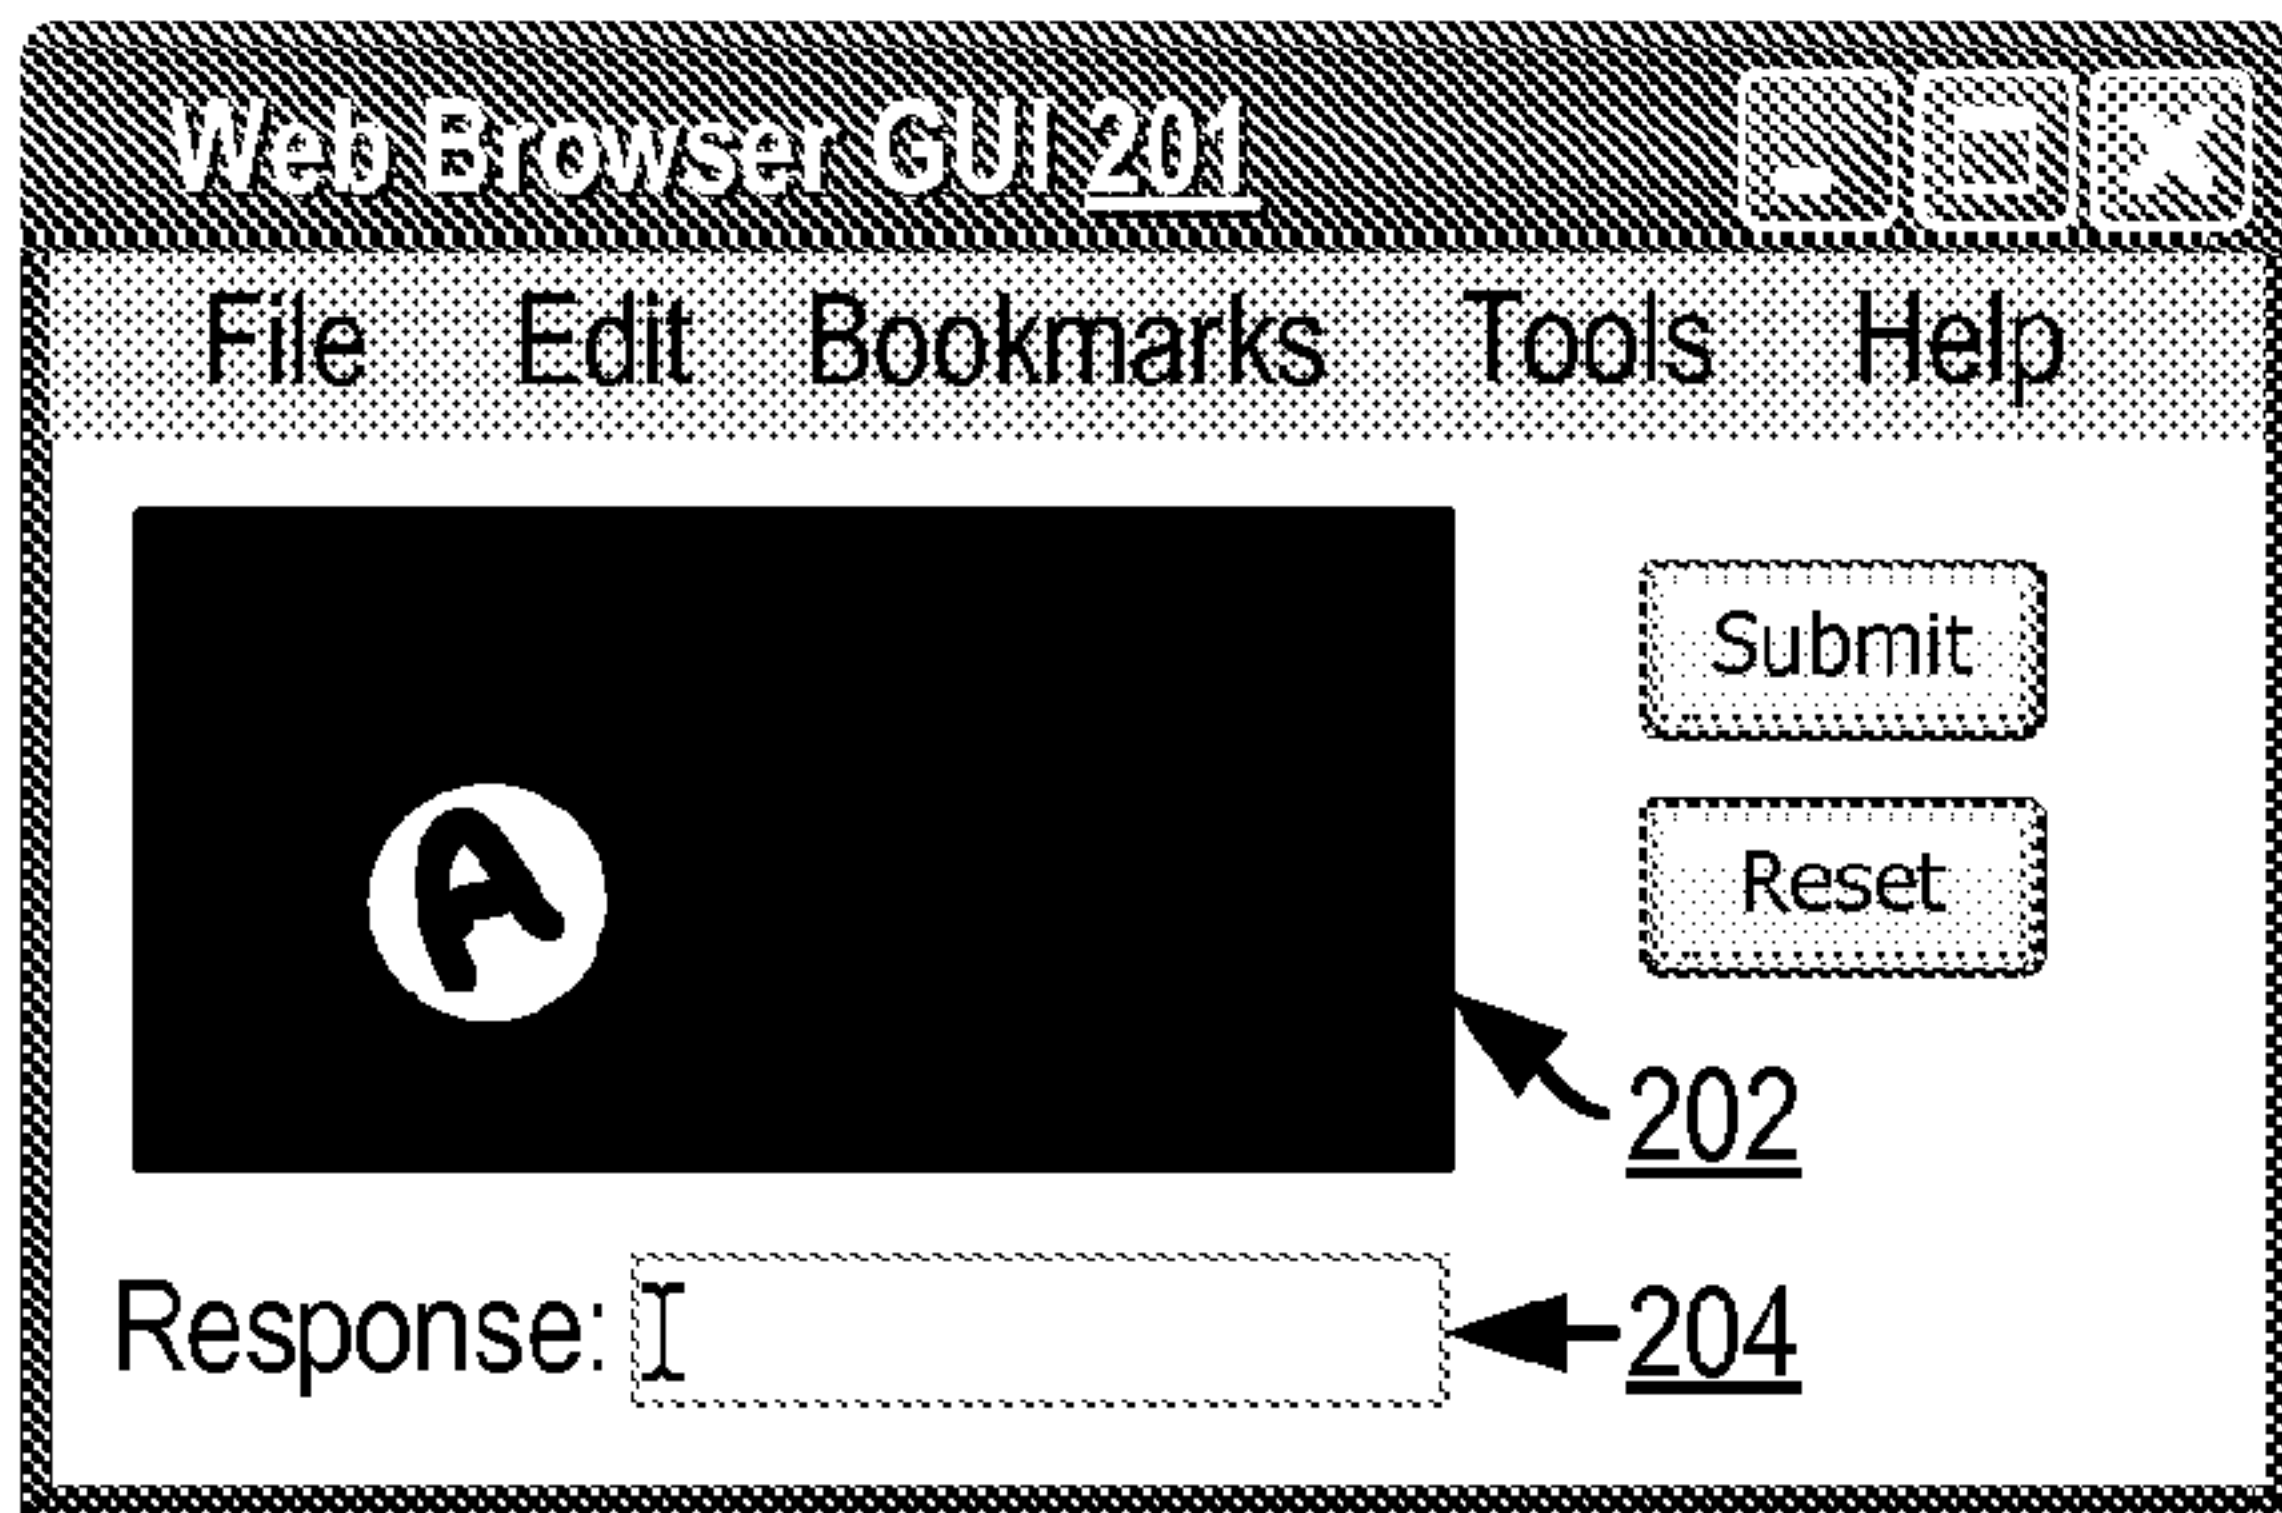 Web Browser GUI 201
File Edit Bookmarks Tools Help
A
Submit
Reset
202
Response:
204